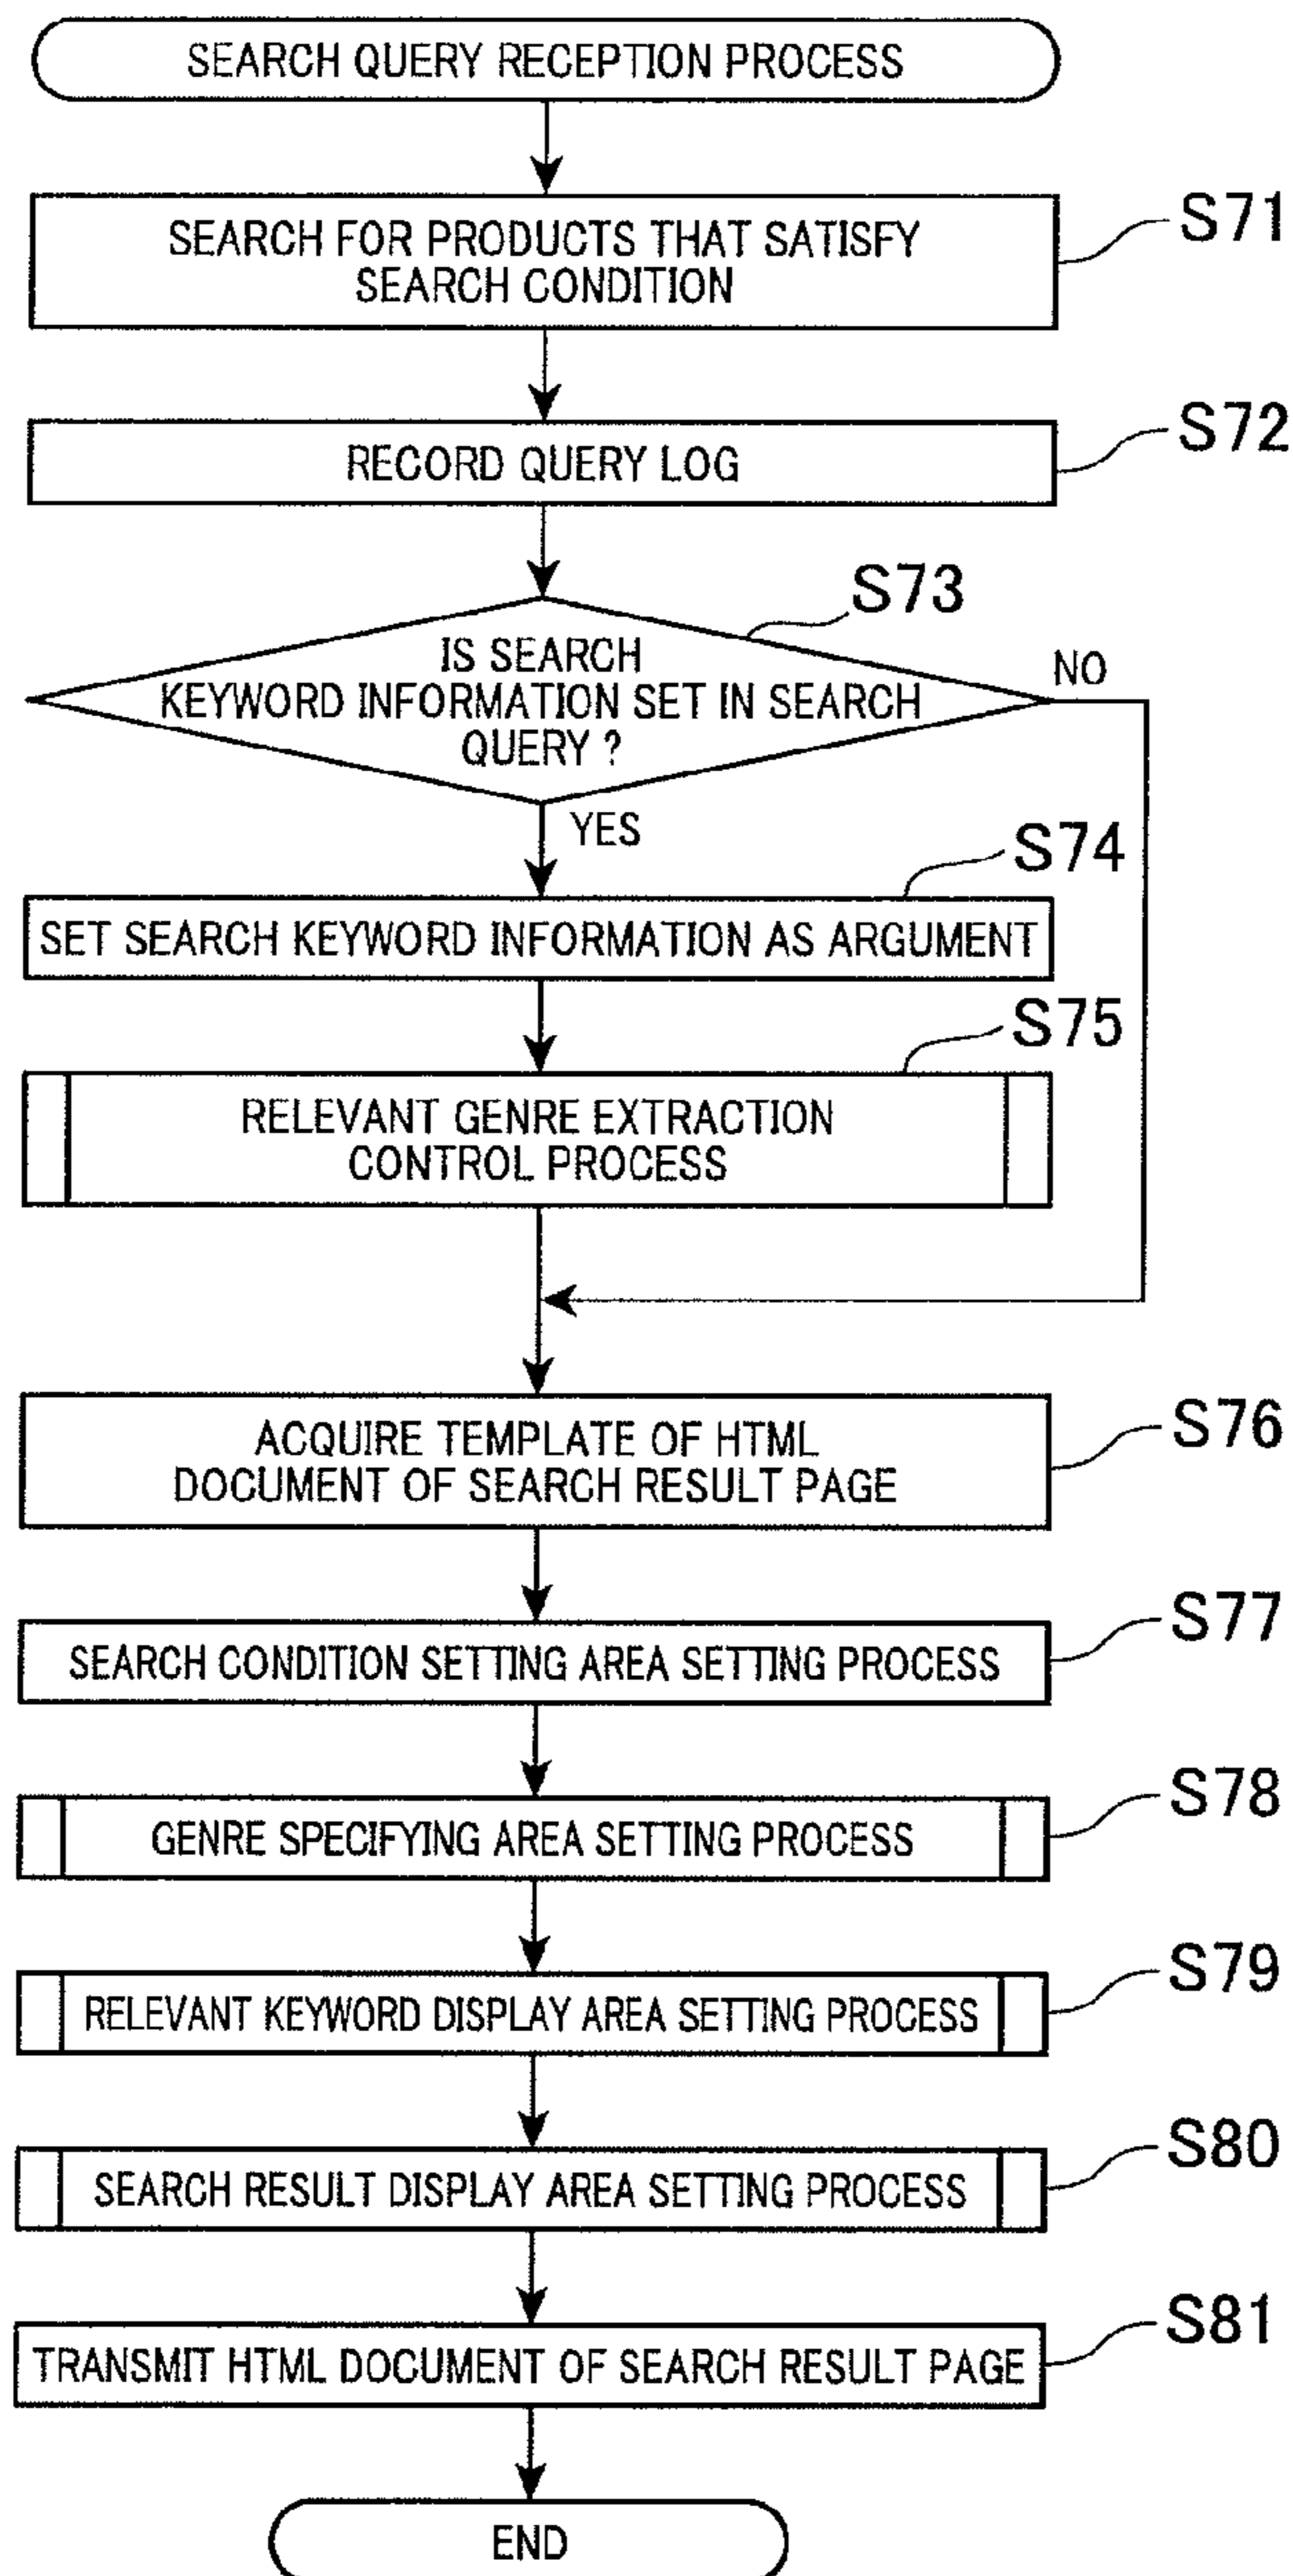 SEARCH QUERY RECEPTION PROCESS
SEARCH FOR PRODUCTS THAT SATISFY
SEARCH CONDITION
S71
RECORD QUERY LOG
S72
S73
IS SEARCH
KEYWORD INFORMATION SET IN SEARCH
QUERY ?
NO
YES
S74
SET SEARCH KEYWORD INFORMATION AS ARGUMENT
S75
RELEVANT GENRE EXTRACTION
CONTROL PROCESS
ACQUIRE TEMPLATE OF HTML
DOCUMENT OF SEARCH RESULT PAGE
S76
SEARCH CONDITION SETTING AREA SETTING PROCESS
S77
GENRE SPECIFYING AREA SETTING PROCESS
S78
RELEVANT KEYWORD DISPLAY AREA SETTING PROCESS
S79
SEARCH RESULT DISPLAY AREA SETTING PROCESS
S80
TRANSMIT HTML DOCUMENT OF SEARCH RESULT PAGE
S81
END